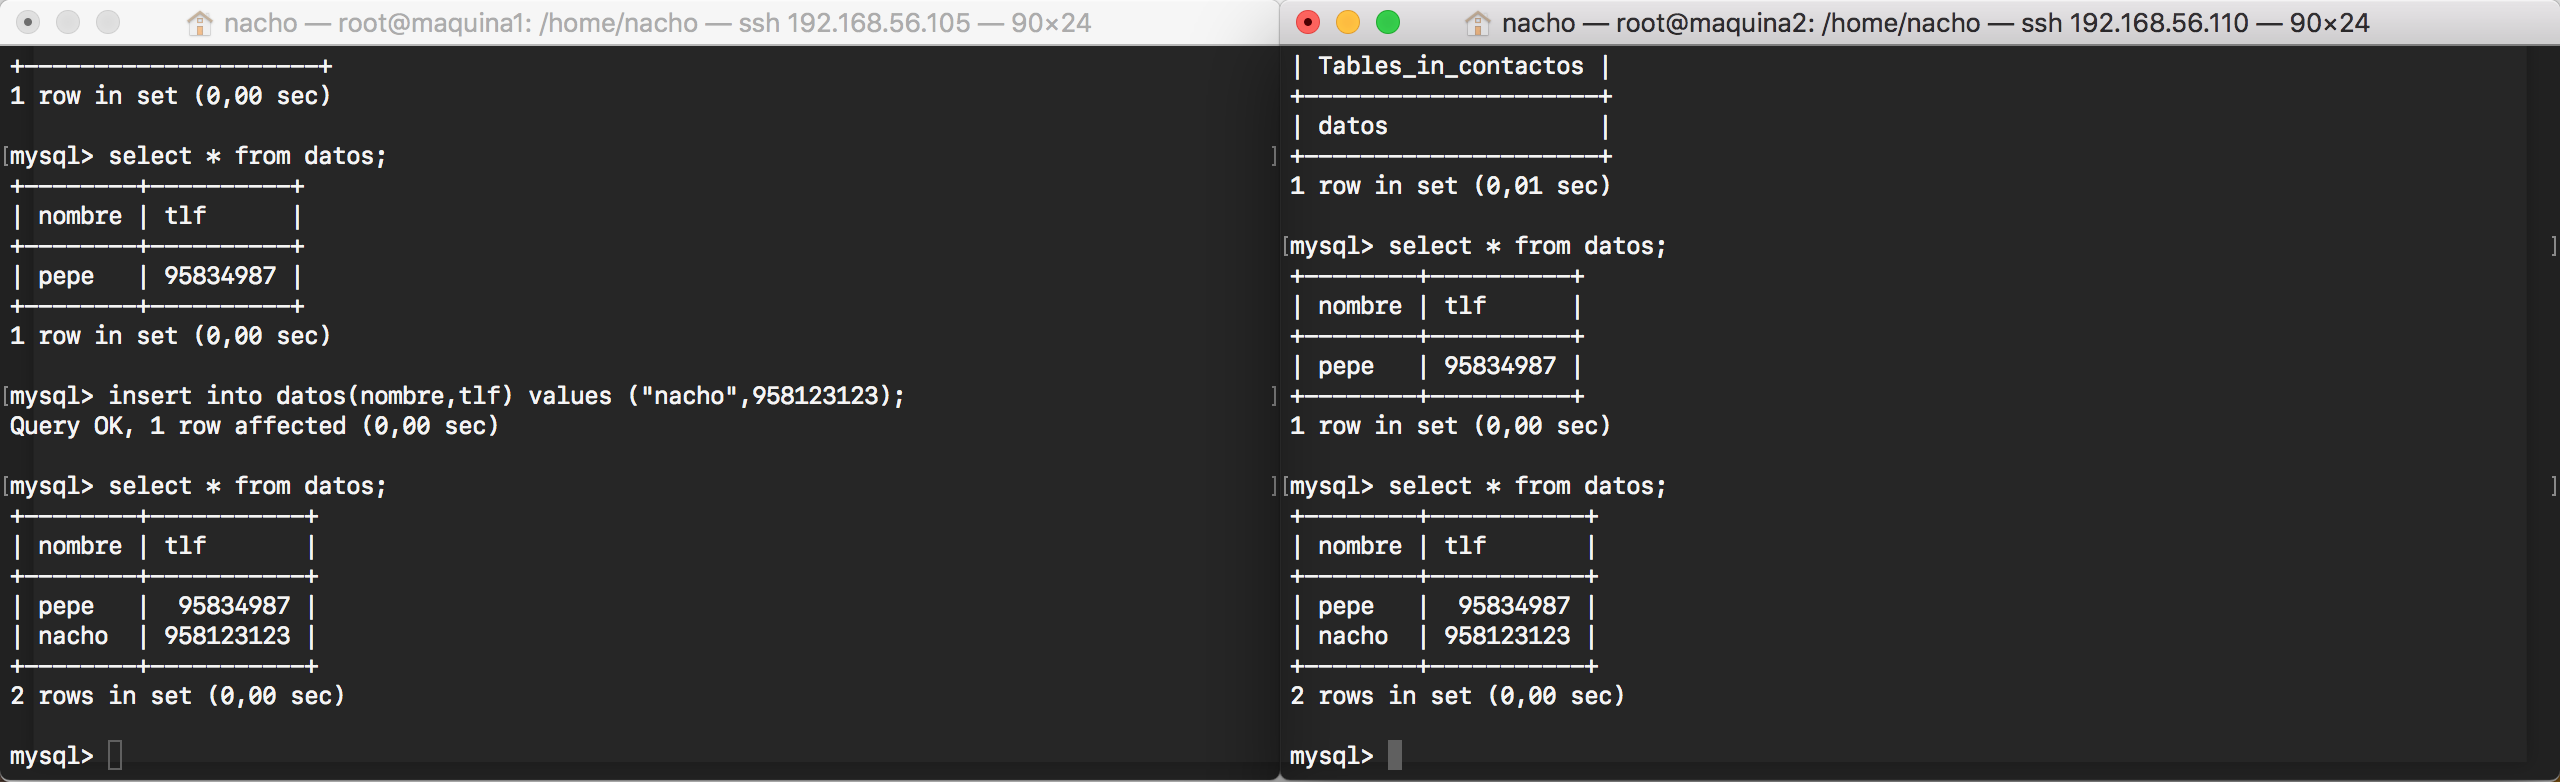 nacho — root@maquina1: /home/nacho — ssh 192.168.56.105 — 90×24
+---------------------+
1 row in set (0,00 sec)
[mysql> select * from datos; ]
+--------+----------+
| nombre | tlf      |
+--------+----------+
| pepe   | 95834987 |
+--------+----------+
1 row in set (0,00 sec)
[mysql> insert into datos(nombre,tlf) values ("nacho",958123123); ]
Query OK, 1 row affected (0,00 sec)
[mysql> select * from datos; ]
+--------+-----------+
| nombre | tlf       |
+--------+-----------+
| pepe   |  95834987 |
| nacho  | 958123123 |
+--------+-----------+
2 rows in set (0,00 sec)
mysql>
nacho — root@maquina2: /home/nacho — ssh 192.168.56.110 — 90×24
| Tables_in_contactos |
+---------------------+
| datos               |
+---------------------+
1 row in set (0,01 sec)
[mysql> select * from datos; ]
+--------+----------+
| nombre | tlf      |
+--------+----------+
| pepe   | 95834987 |
+--------+----------+
1 row in set (0,00 sec)
[mysql> select * from datos; ]
+--------+-----------+
| nombre | tlf       |
+--------+-----------+
| pepe   |  95834987 |
| nacho  | 958123123 |
+--------+-----------+
2 rows in set (0,00 sec)
mysql>